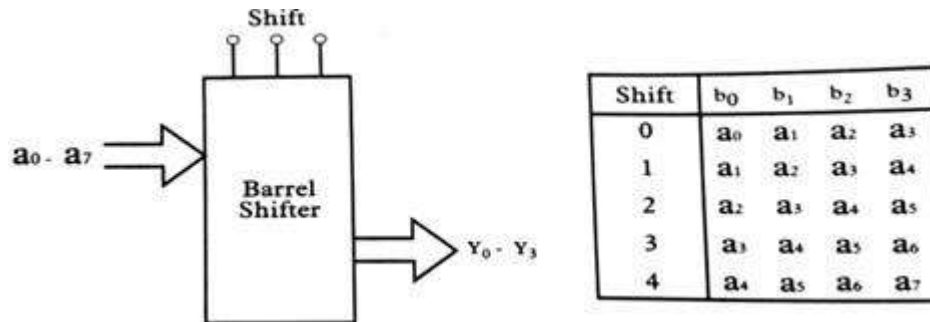 Shift
a₀ - a₇
Barrel
Shifter
Y₀ - Y₃
Shift b₀ b₁ b₂ b₃
0 a₀ a₁ a₂ a₃
1 a₁ a₂ a₃ a₄
2 a₂ a₃ a₄ a₅
3 a₃ a₄ a₅ a₆
4 a₄ a₅ a₆ a₇